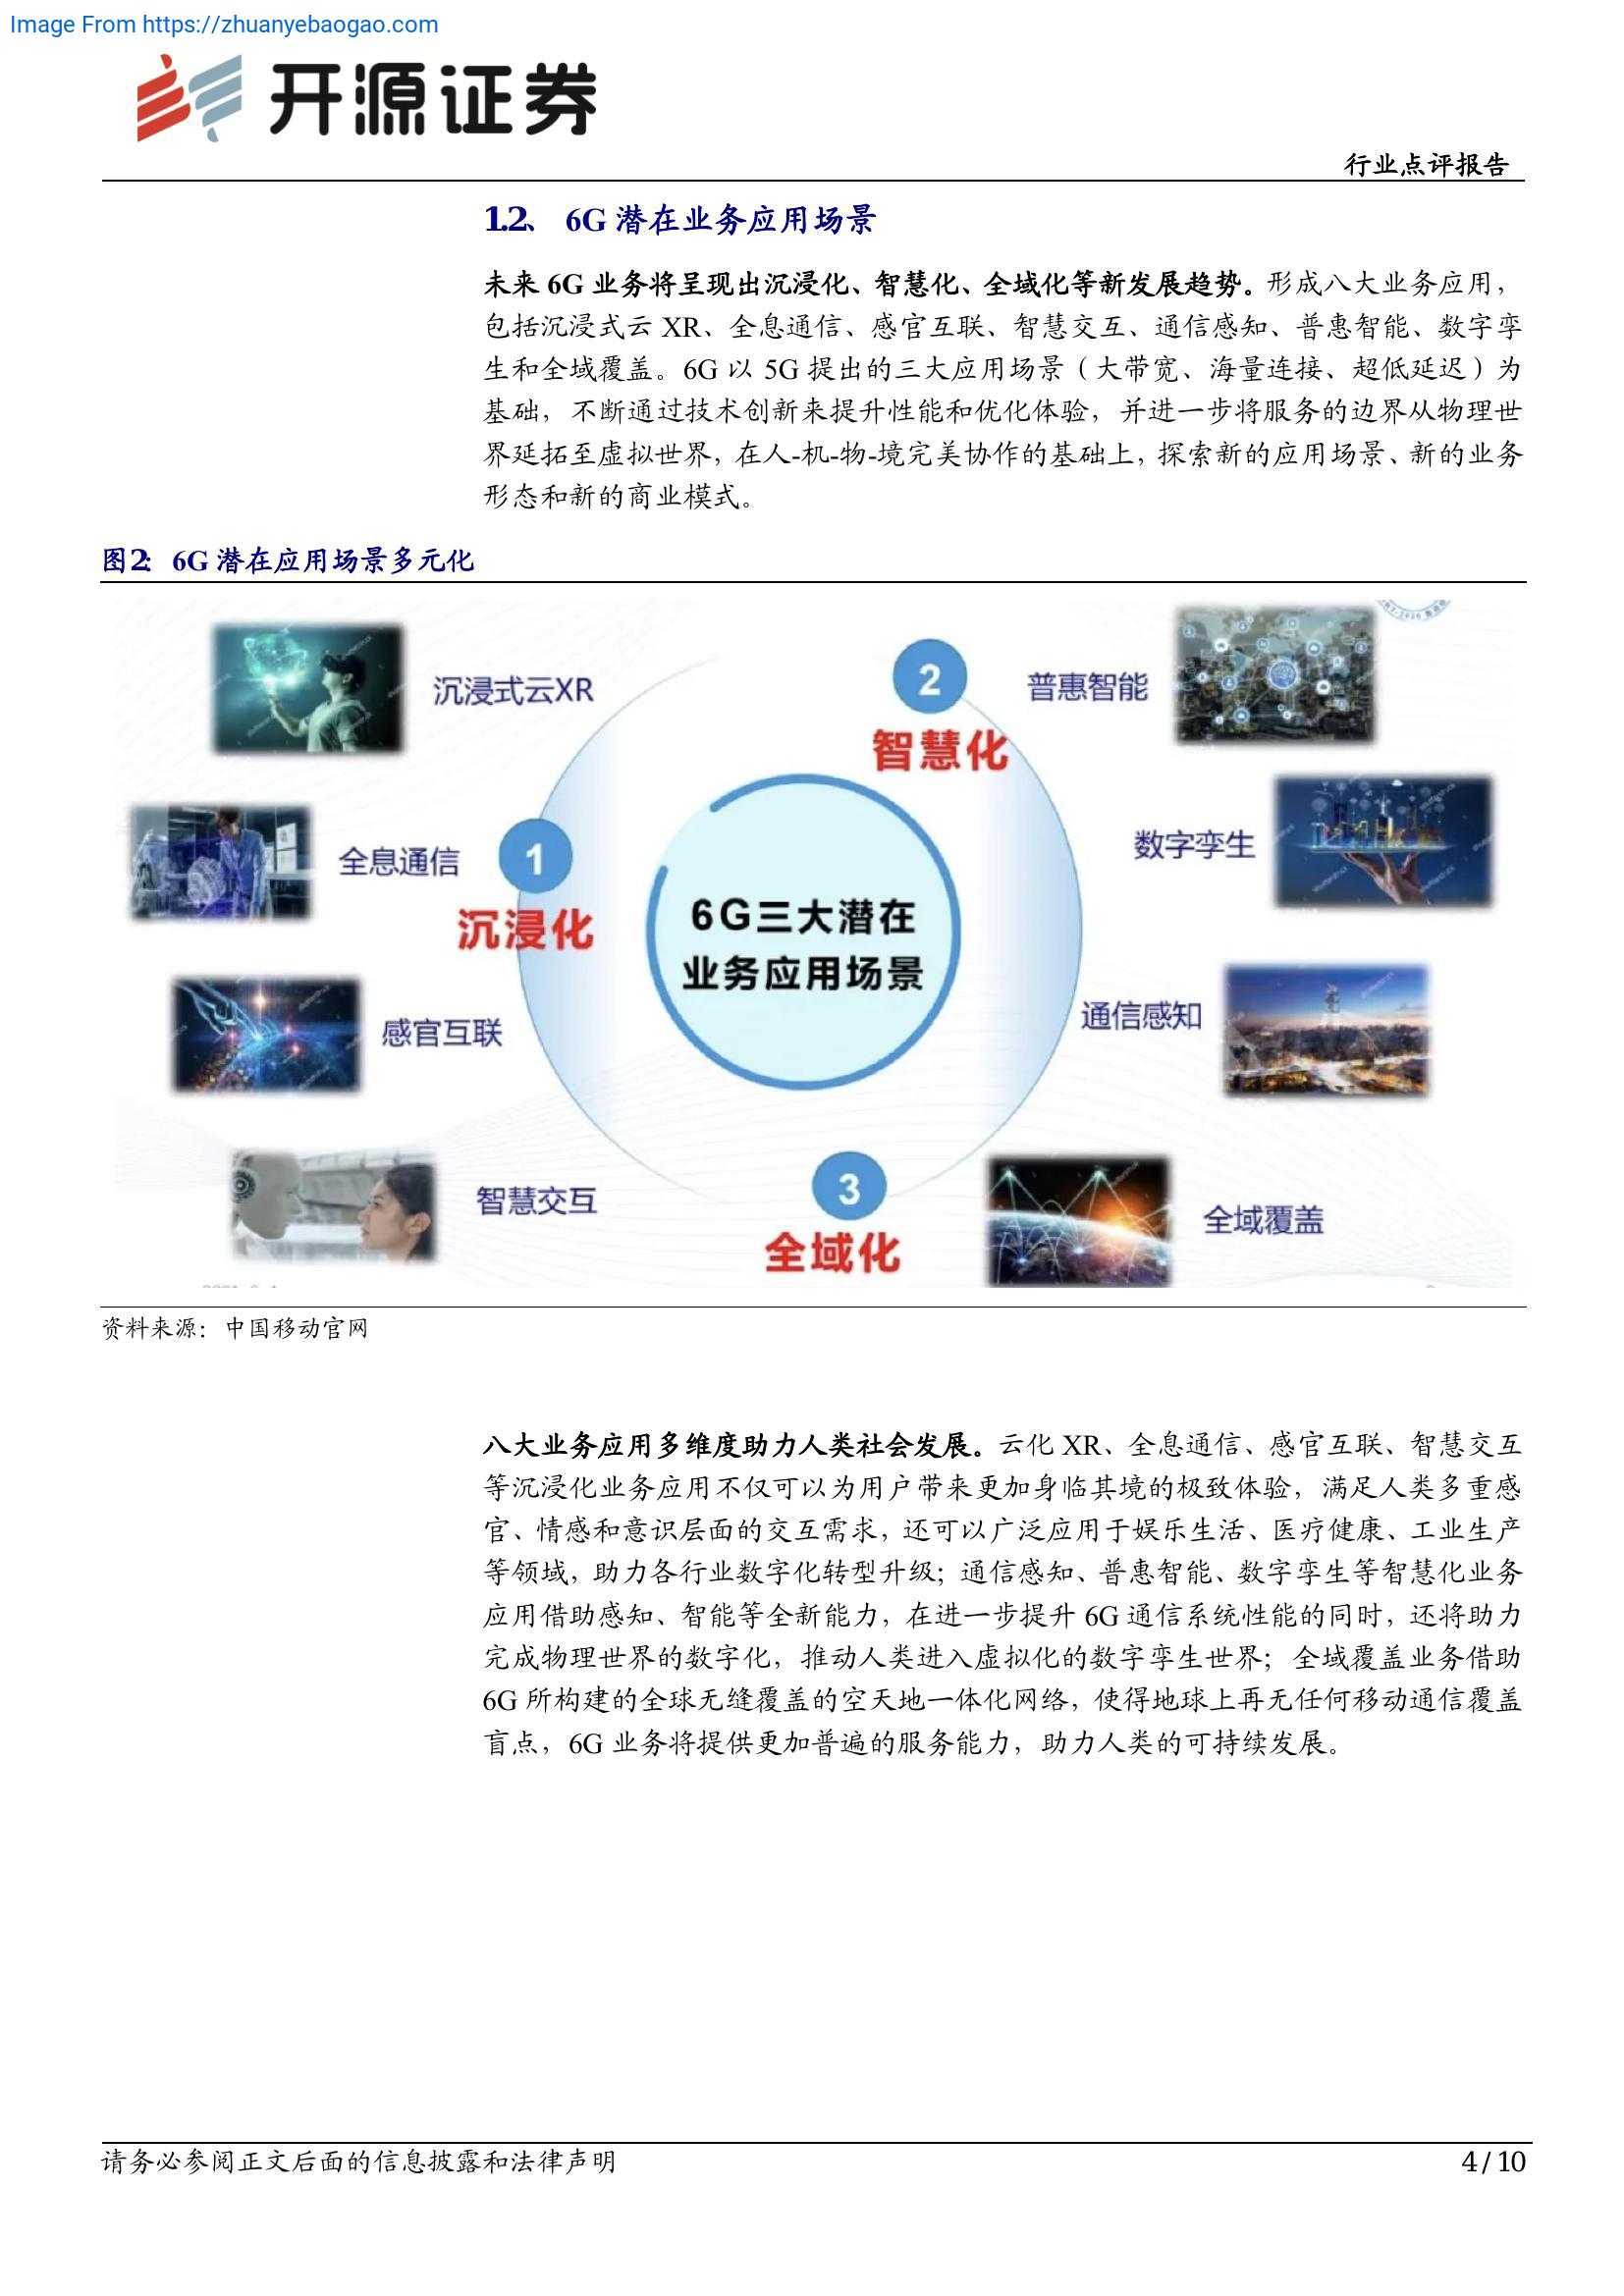 Image From https://zhuanyebaogao.com
开源证券
行业点评报告
1.2、 6G 潜在业务应用场景
未来 6G 业务将呈现出沉浸化、智慧化、全域化等新发展趋势。形成八大业务应用，
包括沉浸式云 XR、全息通信、感官互联、智慧交互、通信感知、普惠智能、数字孪
生和全域覆盖。6G 以 5G 提出的三大应用场景（大带宽、海量连接、超低延迟）为
基础，不断通过技术创新来提升性能和优化体验，并进一步将服务的边界从物理世
界延拓至虚拟世界，在人-机-物-境完美协作的基础上，探索新的应用场景、新的业务
形态和新的商业模式。
图2： 6G 潜在应用场景多元化
沉浸式云XR
2
智慧化
普惠智能
全息通信
1
沉浸化
数字孪生
6G三大潜在
业务应用场景
感官互联
通信感知
智慧交互
3
全域化
全域覆盖
资料来源：中国移动官网
八大业务应用多维度助力人类社会发展。云化 XR、全息通信、感官互联、智慧交互
等沉浸化业务应用不仅可以为用户带来更加身临其境的极致体验，满足人类多重感
官、情感和意识层面的交互需求，还可以广泛应用于娱乐生活、医疗健康、工业生产
等领域，助力各行业数字化转型升级；通信感知、普惠智能、数字孪生等智慧化业务
应用借助感知、智能等全新能力，在进一步提升 6G 通信系统性能的同时，还将助力
完成物理世界的数字化，推动人类进入虚拟化的数字孪生世界；全域覆盖业务借助
6G 所构建的全球无缝覆盖的空天地一体化网络，使得地球上再无任何移动通信覆盖
盲点，6G 业务将提供更加普遍的服务能力，助力人类的可持续发展。
请务必参阅正文后面的信息披露和法律声明
4 / 10